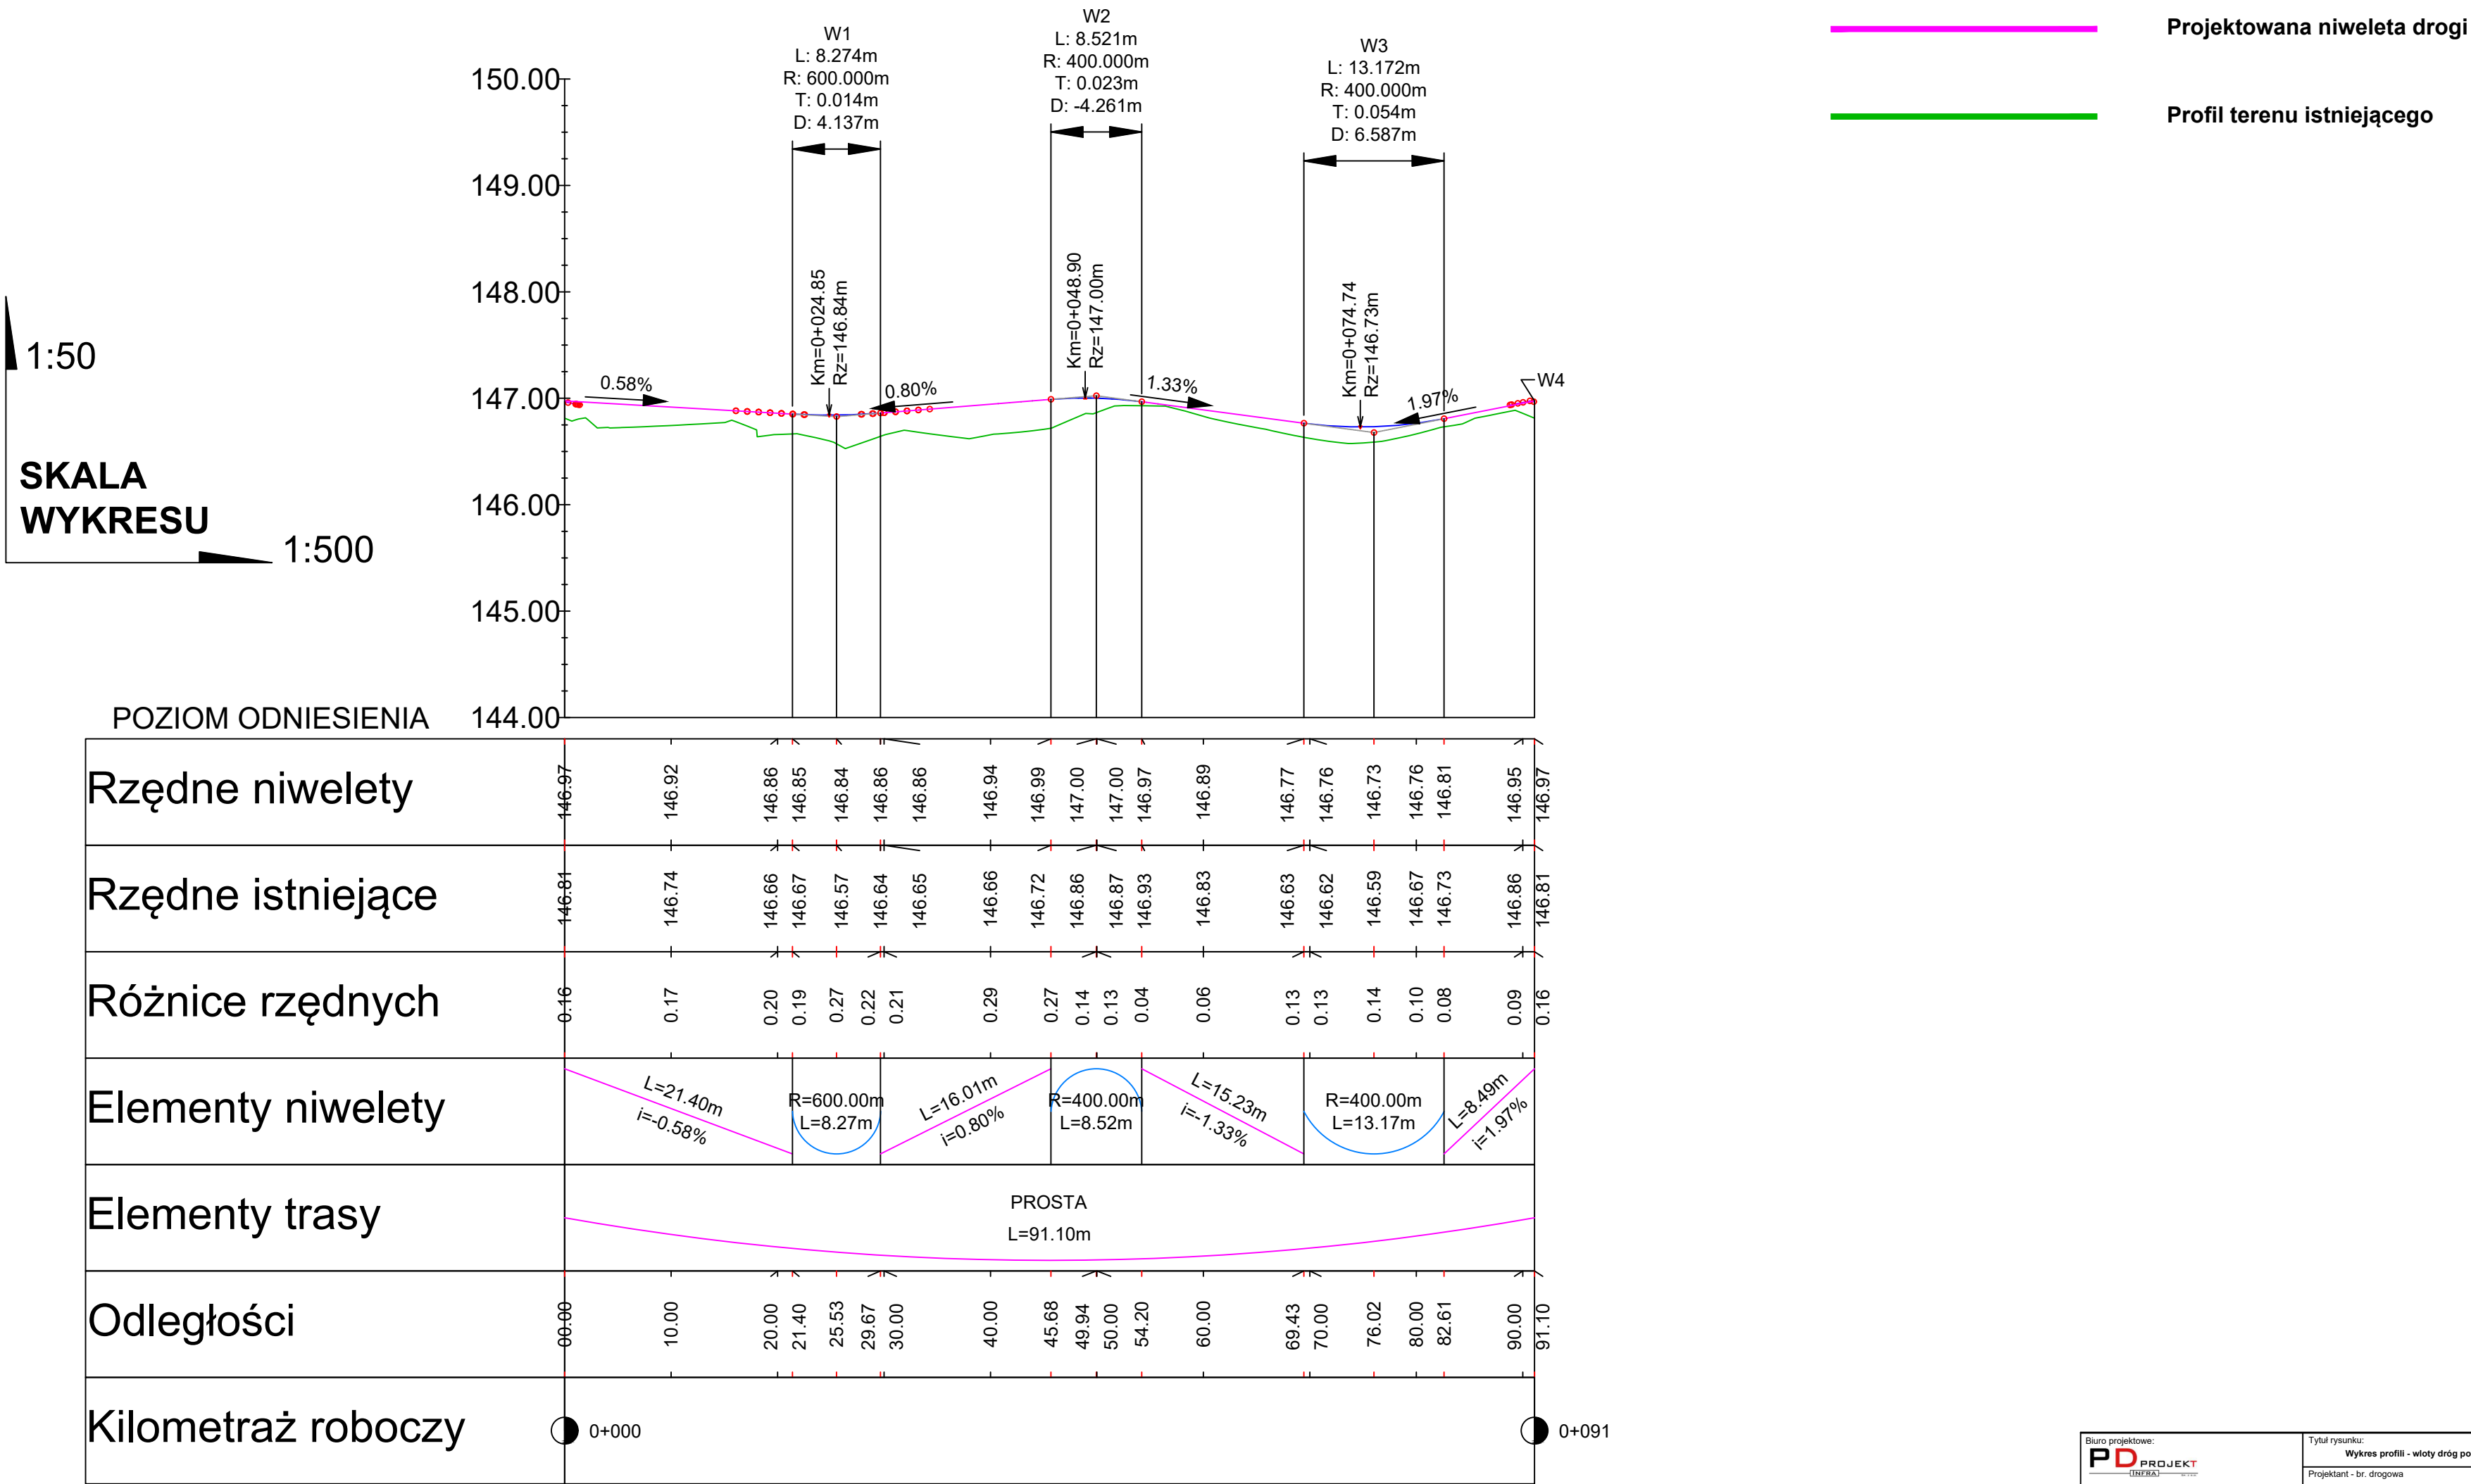 Projektowana niweleta drogi
Profil terenu istniejącego
W1
L: 8.274m
R: 600.000m
T: 0.014m
D: 4.137m
W2
L: 8.521m
R: 400.000m
T: 0.023m
D: -4.261m
W3
L: 13.172m
R: 400.000m
T: 0.054m
D: 6.587m
150.00
149.00
148.00
147.00
146.00
145.00
144.00
Km=0+024.85
Rz=146.84m
Km=0+048.90
Rz=147.00m
Km=0+074.74
Rz=146.73m
0.58%
0.80%
1.33%
1.97%
W4
1:50
SKALA
WYKRESU
1:500
POZIOM ODNIESIENIA
Rzędne niwelety
146.97 146.92 146.86 146.85 146.84 146.86 146.86 146.94 146.99 147.00 147.00 146.97 146.89 146.77 146.76 146.73 146.76 146.81 146.95 146.97
Rzędne istniejące
146.81 146.74 146.66 146.67 146.57 146.64 146.65 146.66 146.72 146.86 146.87 146.93 146.83 146.63 146.62 146.59 146.67 146.73 146.86 146.81
Różnice rzędnych
0.16 0.17 0.20 0.19 0.27 0.22 0.21 0.29 0.27 0.14 0.13 0.04 0.06 0.13 0.13 0.14 0.10 0.08 0.09 0.16
Elementy niwelety
L=21.40m
i=-0.58%
R=600.00m
L=8.27m
L=16.01m
i=0.80%
R=400.00m
L=8.52m
L=15.23m
i=-1.33%
R=400.00m
L=13.17m
L=8.49m
i=1.97%
Elementy trasy
PROSTA
L=91.10m
Odległości
00.00 10.00 20.00 21.40 25.53 29.67 30.00 40.00 45.68 49.94 50.00 54.20 60.00 69.43 70.00 76.02 80.00 82.61 90.00 91.10
Kilometraż roboczy
0+000
0+091
Biuro projektowe:
PD PROJEKT
INFRA
Tytuł rysunku:
Wykres profili - wloty dróg po
Projektant - br. drogowa